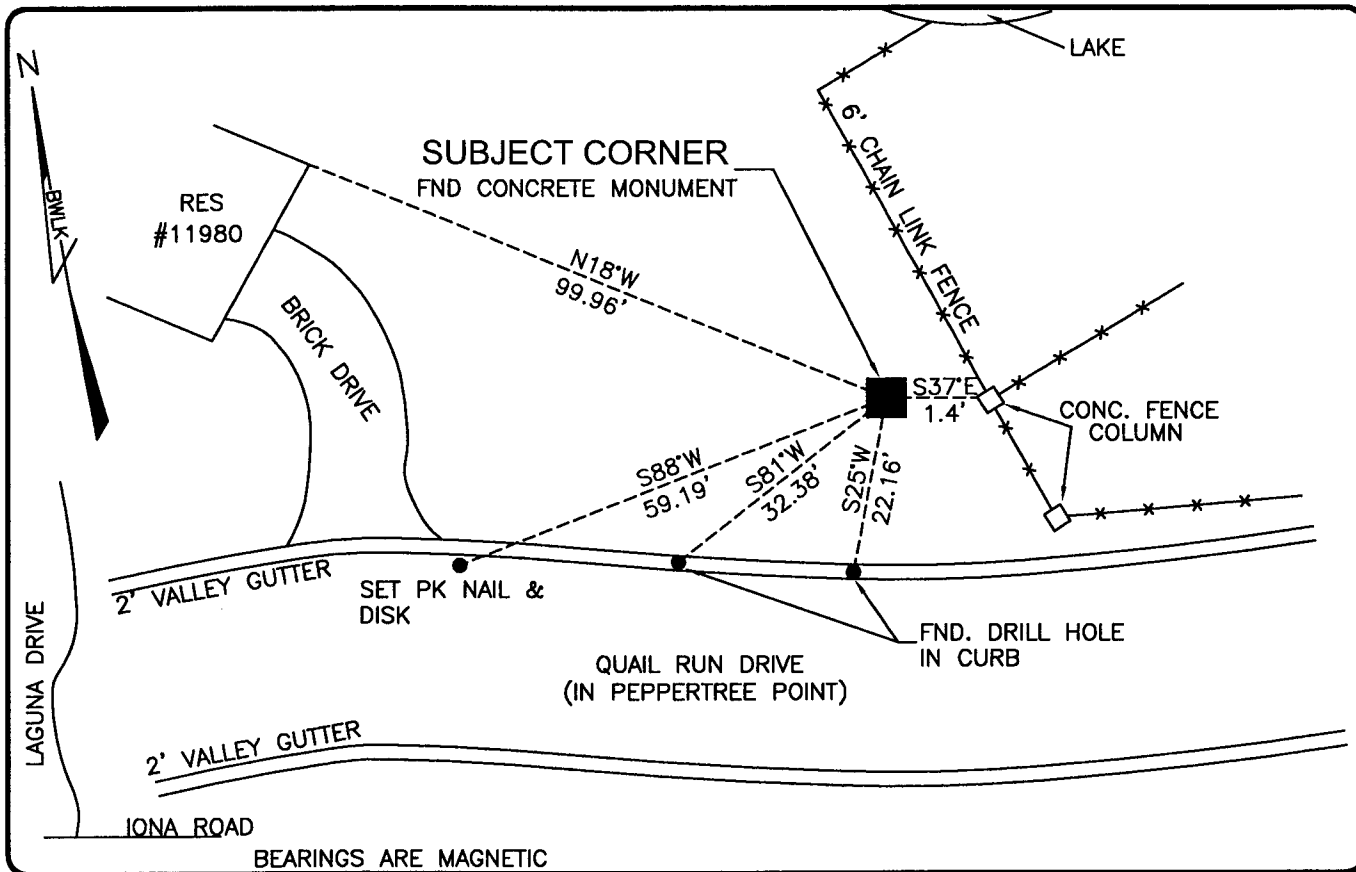 N
BWLK
LAKE
6' CHAIN LINK FENCE
SUBJECT CORNER
FND CONCRETE MONUMENT
RES
#11980
BRICK DRIVE
N18°W
99.96'
S37°E
1.4'
CONC. FENCE
COLUMN
S88°W
59.19'
S81°W
32.38'
S25°W
22.16'
2' VALLEY GUTTER
SET PK NAIL &
DISK
FND. DRILL HOLE
IN CURB
QUAIL RUN DRIVE
(IN PEPPERTREE POINT)
LAGUNA DRIVE
2' VALLEY GUTTER
IONA ROAD
BEARINGS ARE MAGNETIC